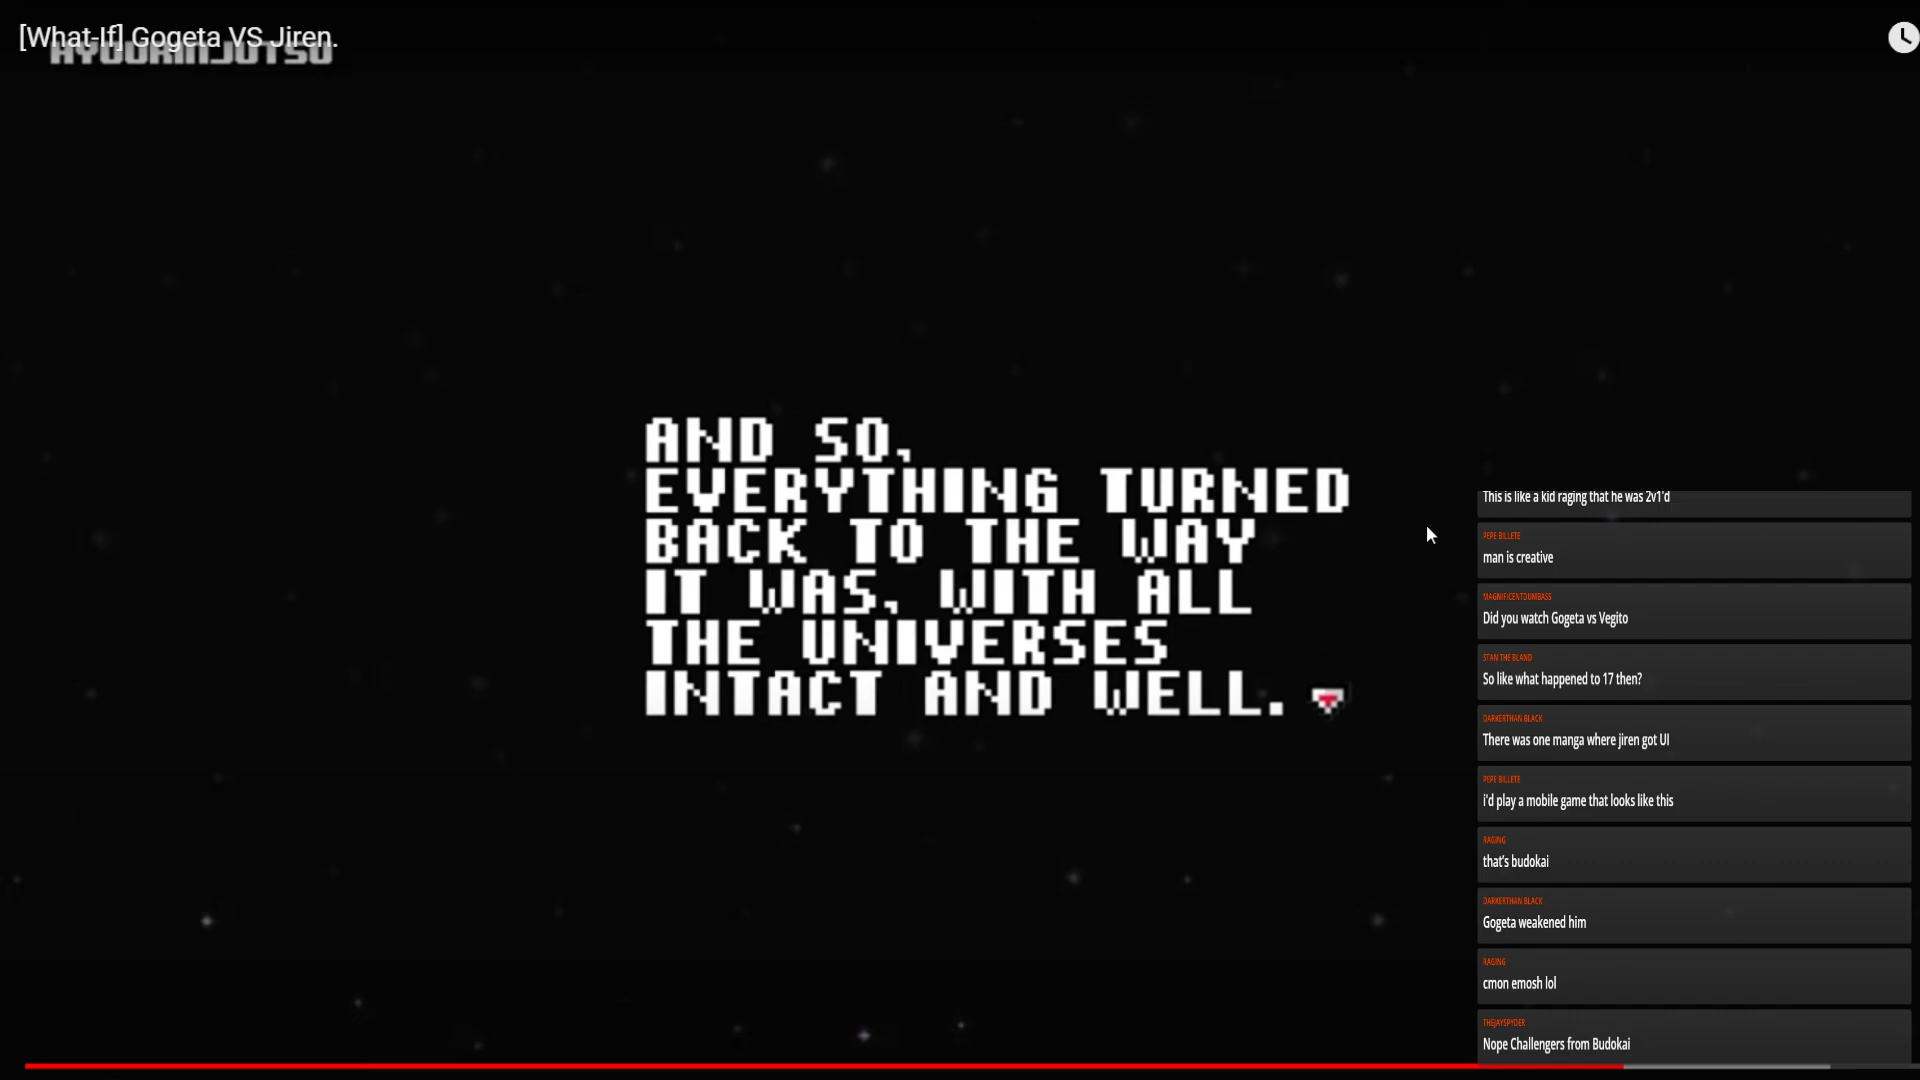 [What-If] Gogeta VS Jiren.
AYOURINJUTSU
AND SO,
EVERYTHING TURNED
BACK TO THE WAY
IT WAS, WITH ALL
THE UNIVERSES
INTACT AND WELL.
This is like a kid raging that he was 2v1'd
PEPE BILLETE
man is creative
MAGNIFICENTDUMBASS
Did you watch Gogeta vs Vegito
STAN THE BLAND
So like what happened to 17 then?
DARKERTHAN BLACK
There was one manga where jiren got UI
PEPE BILLETE
i'd play a mobile game that looks like this
RAGING
that's budokai
DARKERTHAN BLACK
Gogeta weakened him
RAGING
cmon emosh lol
THEJAYSPYDER
Nope Challengers from Budokai